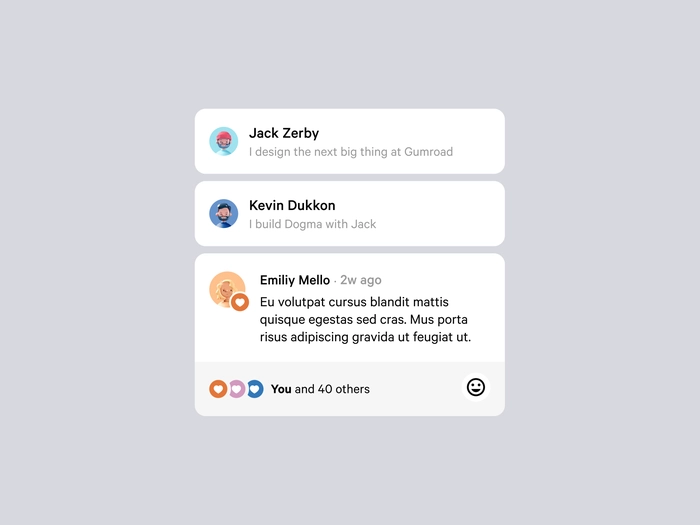 Jack Zerby
I design the next big thing at Gumroad
Kevin Dukkon
I build Dogma with Jack
Emiliy Mello · 2w ago
Eu volutpat cursus blandit mattis
quisque egestas sed cras. Mus porta
risus adipiscing gravida ut feugiat ut.
You and 40 others